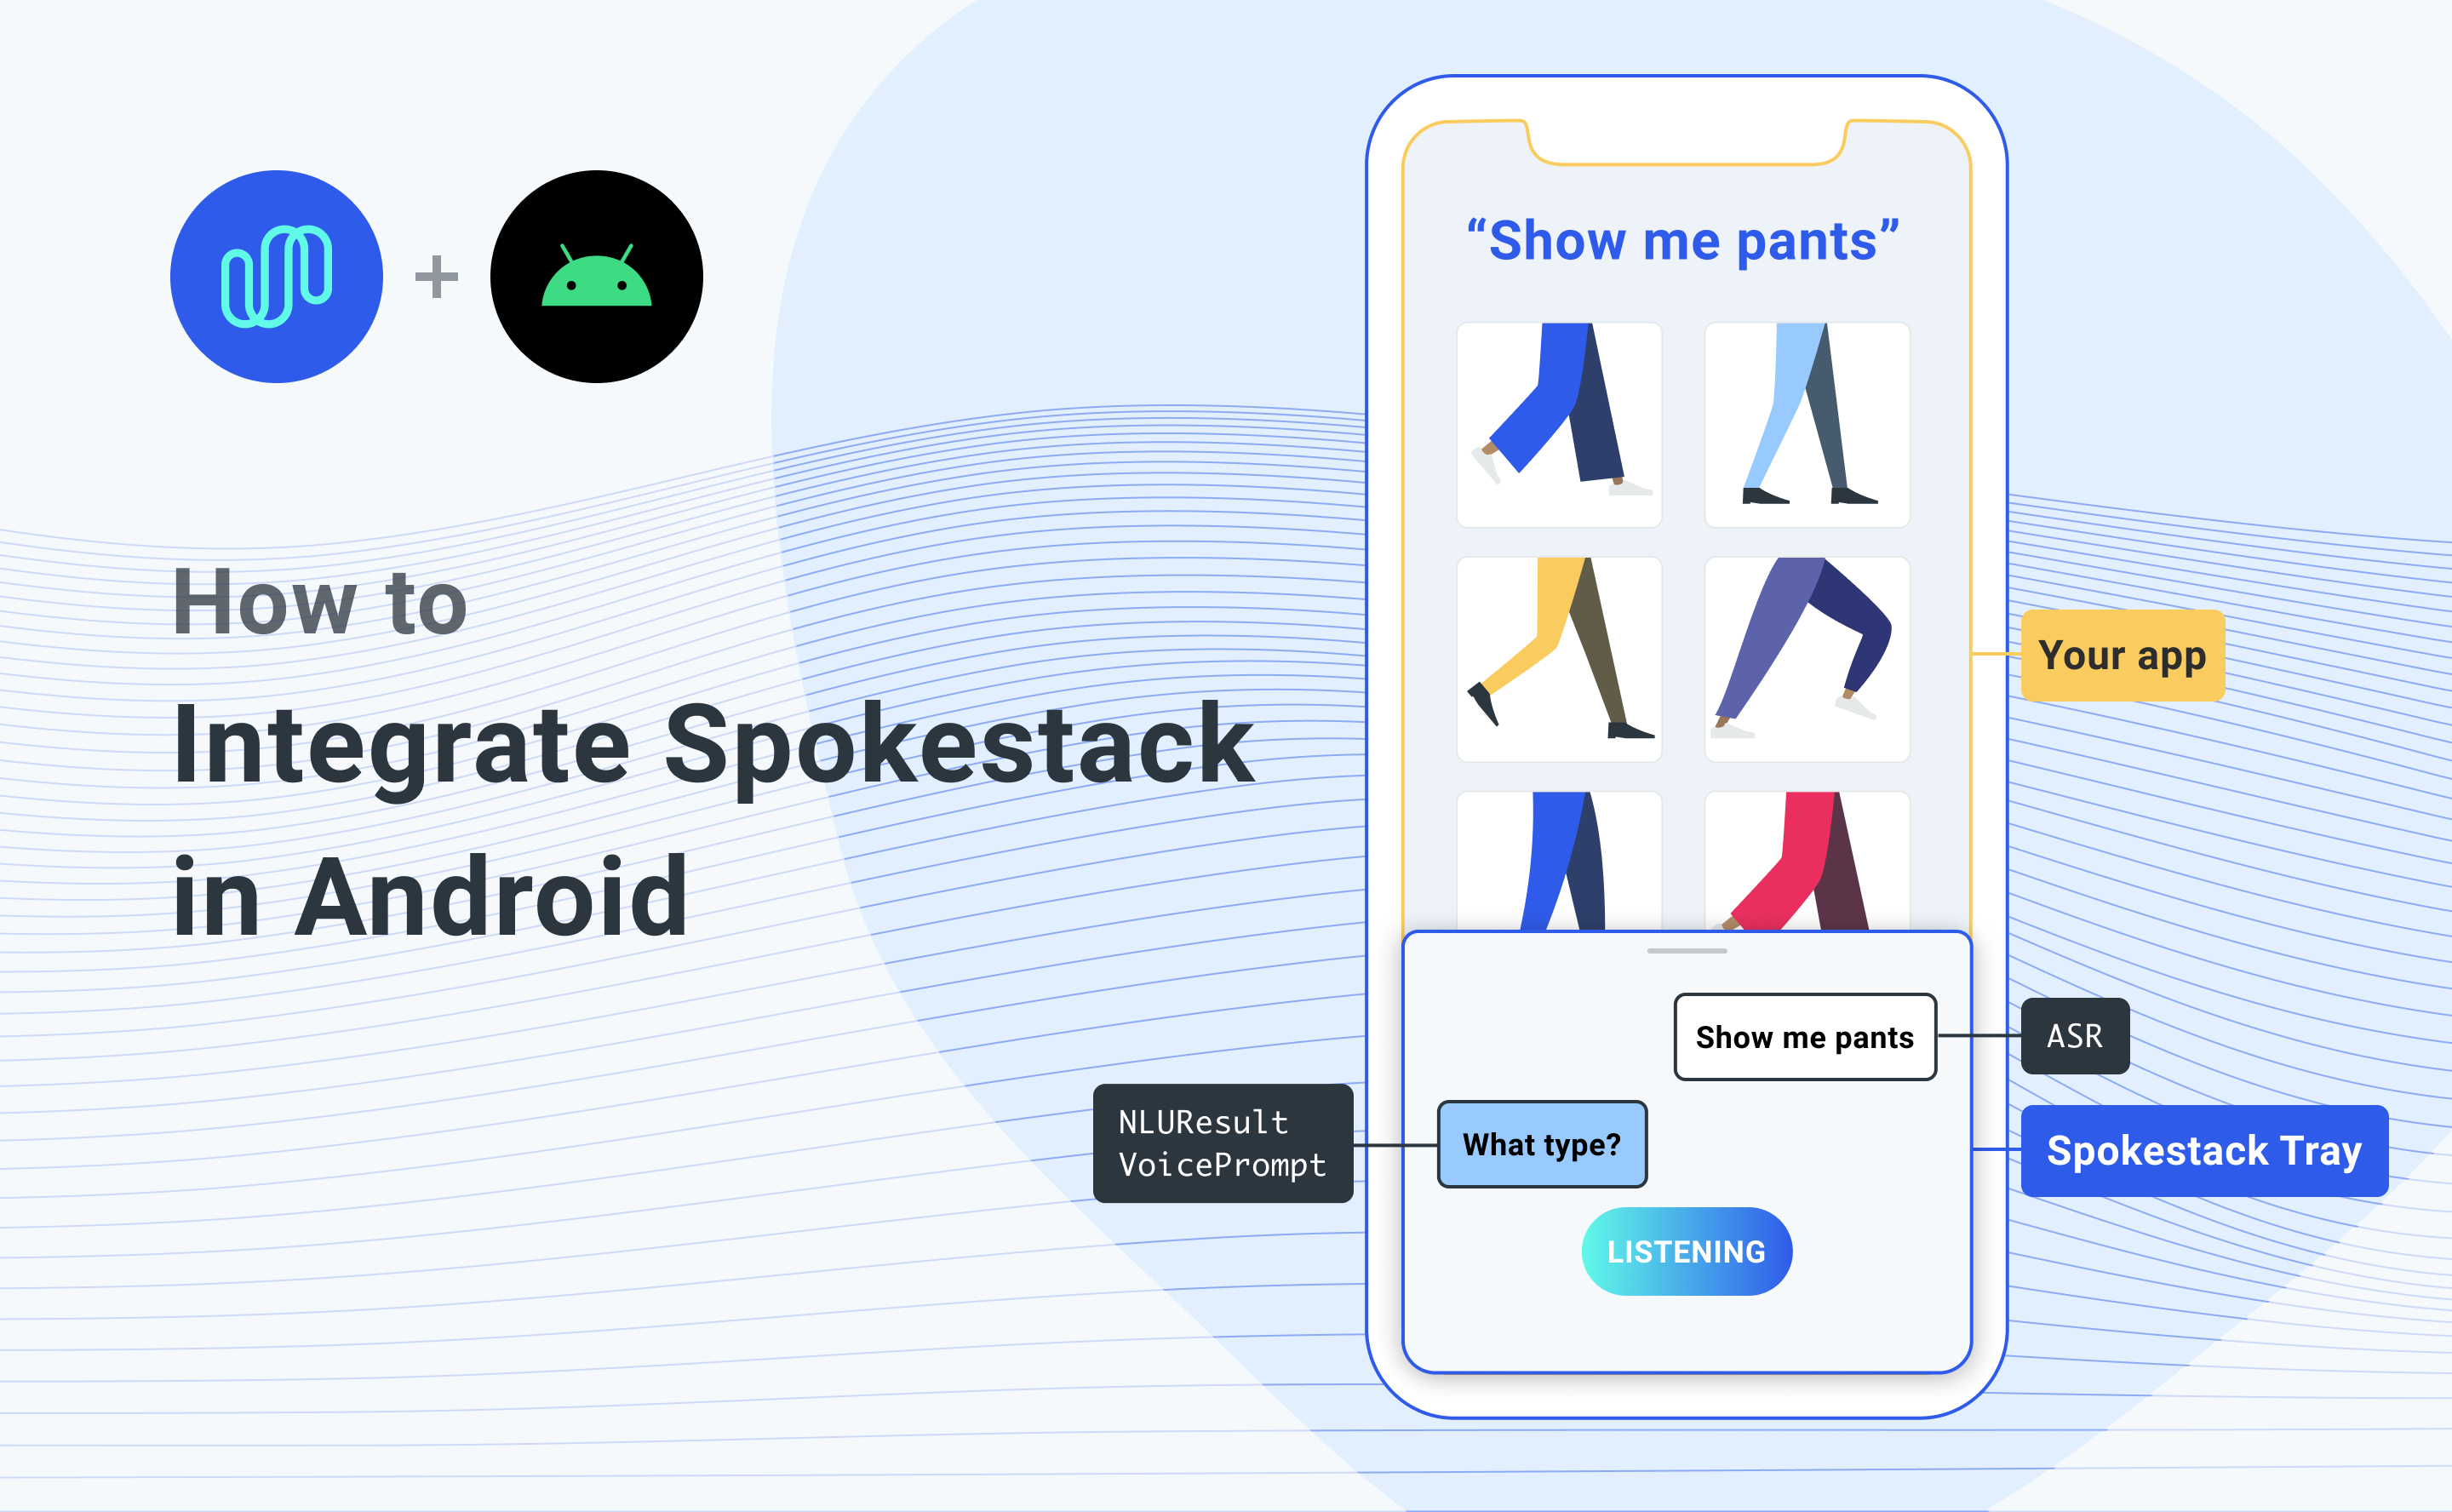 How to
Integrate Spokestack
in Android
“Show me pants”
Your app
Show me pants
ASR
NLUResult
VoicePrompt
What type?
Spokestack Tray
LISTENING